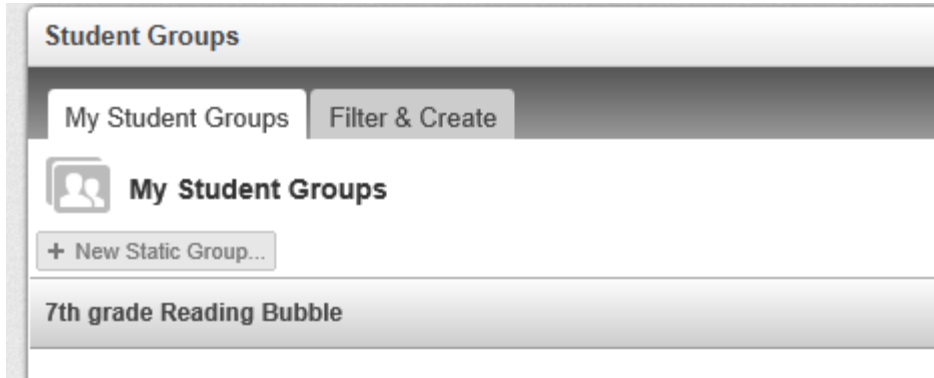 Student Groups
My Student Groups Filter & Create
My Student Groups
+ New Static Group...
7th grade Reading Bubble